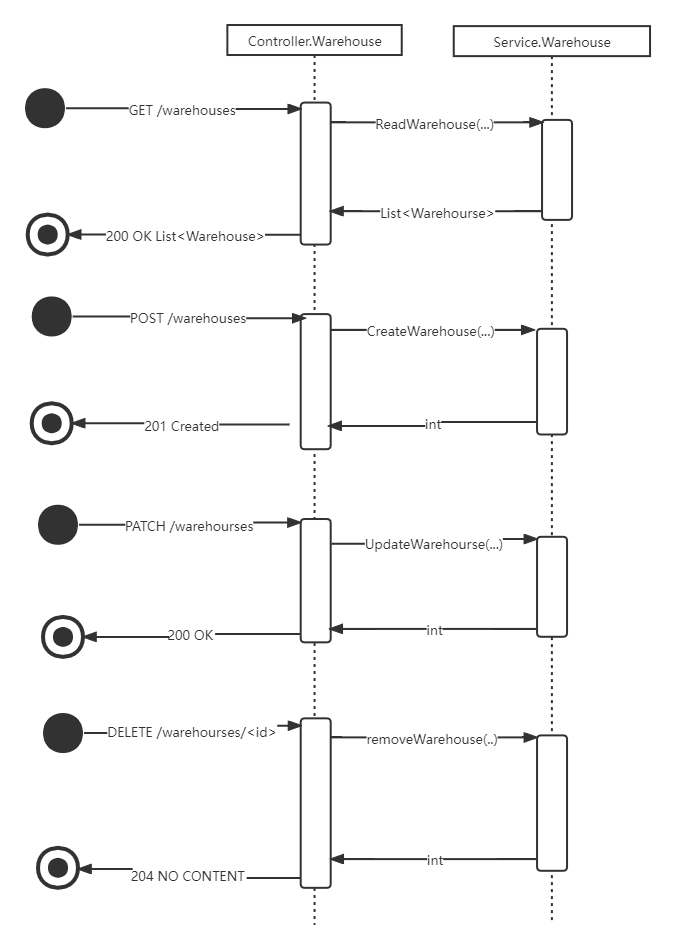 Controller.Warehouse
Service.Warehouse
GET /warehouses
ReadWarehouse(...)
List<Warehourse>
200 OK List<Warehouse>
POST /warehouses
CreateWarehouse(...)
int
201 Created
PATCH /warehourses
UpdateWarehourse(...)
int
200 OK
DELETE /warehourses/<id>
removeWarehouse(..)
int
204 NO CONTENT